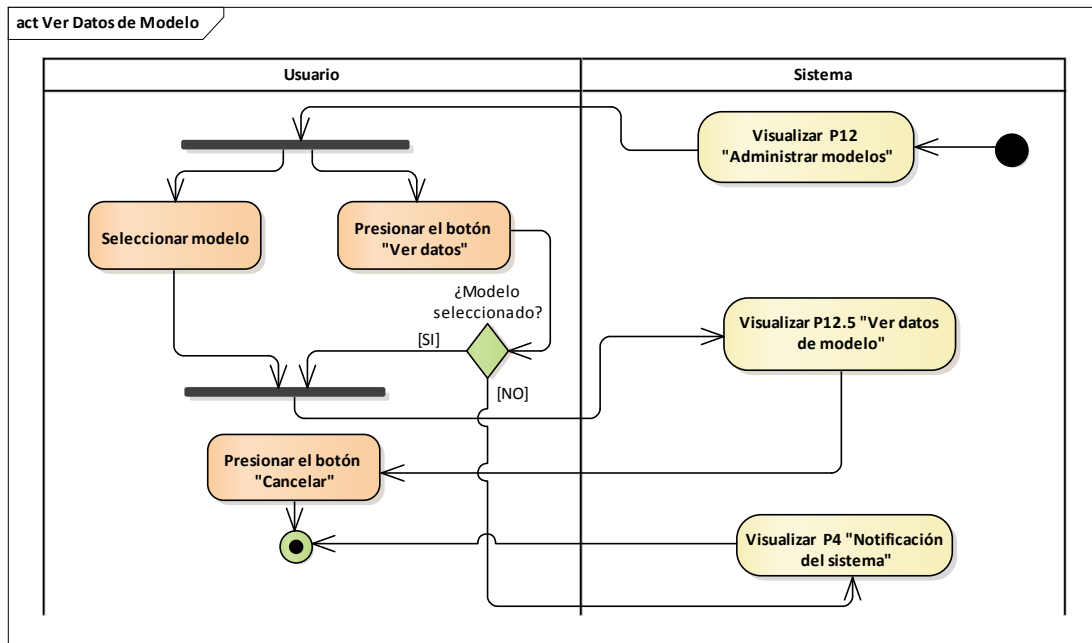 act Ver Datos de Modelo
Usuario
Sistema
Visualizar P12
"Administrar modelos"
Seleccionar modelo
Presionar el botón
"Ver datos"
¿Modelo
seleccionado?
[SI]
[NO]
Visualizar P12.5 "Ver datos
de modelo"
Presionar el botón
"Cancelar"
Visualizar P4 "Notificación
del sistema"